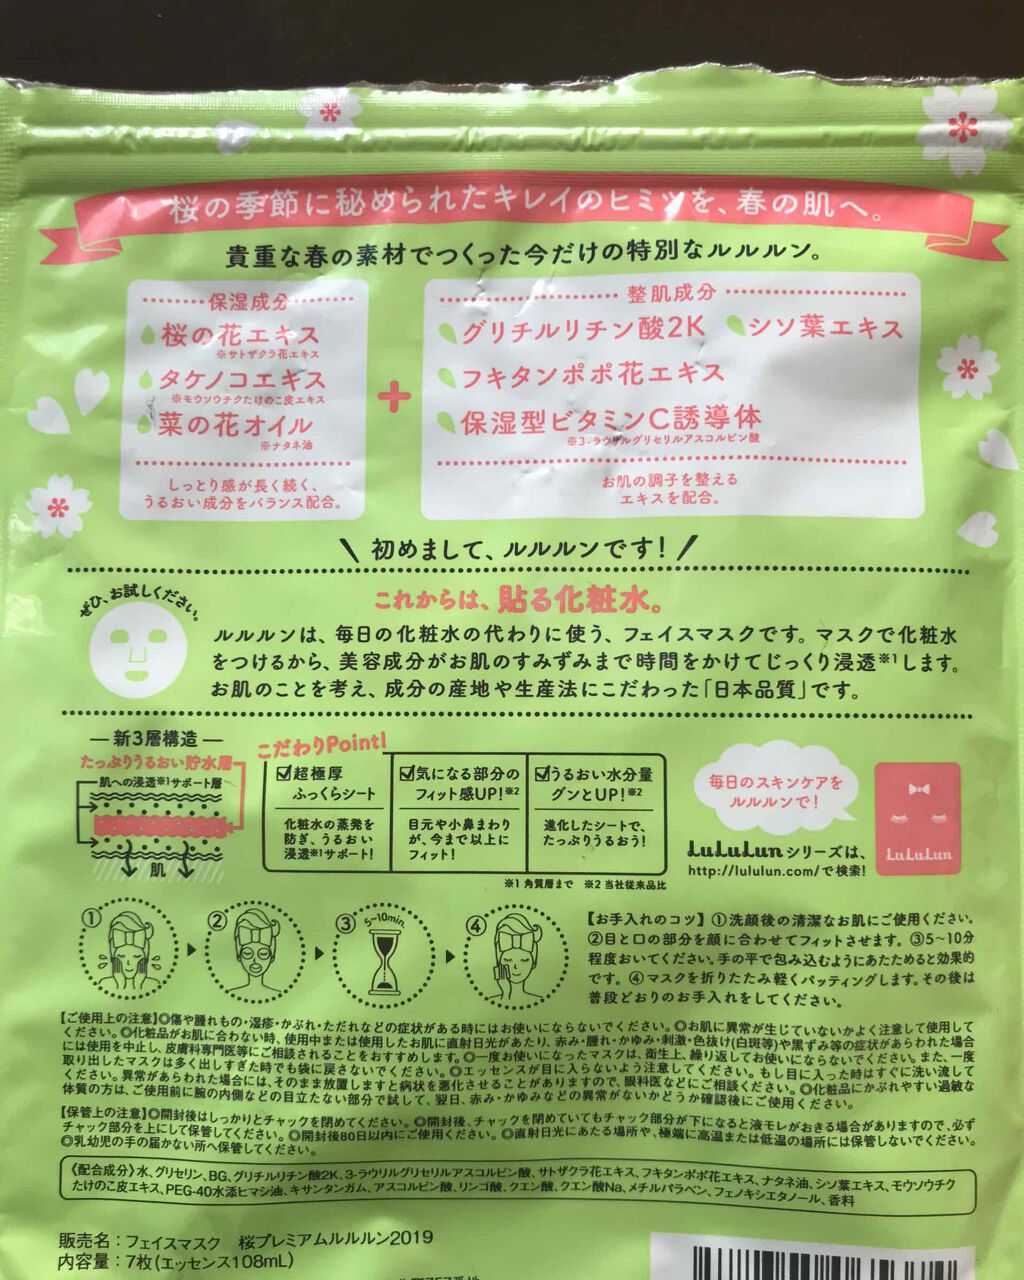 桜の季節に秘められたキレイのヒミツを、春の肌へ。
貴重な春の素材でつくった今だけの特別なルルルン。
保湿成分
桜の花エキス
※サトザクラ花エキス
タケノコエキス
※モウソウチクたけのこ皮エキス
菜の花オイル
※ナタネ油
しっとり感が長く続く、
うるおい成分をバランス配合。
+
整肌成分
グリチルリチン酸2K シソ葉エキス
フキタンポポ花エキス
保湿型ビタミンC誘導体
※3-ラウリルグリセリルアスコルビン酸
お肌の調子を整える
エキスを配合。
\ 初めまして、ルルルンです! /
ぜひ、お試しください。
これからは、貼る化粧水。
ルルルンは、毎日の化粧水の代わりに使う、フェイスマスクです。マスクで化粧水
をつけるから、美容成分がお肌のすみずみまで時間をかけてじっくり浸透※1します。
お肌のことを考え、成分の産地や生産法にこだわった「日本品質」です。
新3層構造
たっぷりうるおい貯水層
肌への浸透※1サポート層
肌
こだわりPoint!
超極厚
ふっくらシート
化粧水の蒸発を
防ぎ、うるおい
浸透※1サポート!
気になる部分の
フィット感UP!※2
目元や小鼻まわり
が、今まで以上に
フィット!
うるおい水分量
グンとUP!※2
進化したシートで、
たっぷりうるおう!
※1 角質層まで ※2 当社従来品比
毎日のスキンケアを
ルルルンで!
LuLuLun
LuLuLunシリーズは、
http://lululun.com/で検索!
① ② ③ 5~10min. ④
【お手入れのコツ】①洗顔後の清潔なお肌にご使用ください。
②目と口の部分を顔に合わせてフィットさせます。③5~10分
程度おいてください。手の平で包み込むようにあたためると効果的
です。④マスクを折りたたみ軽くパッティングします。その後は
普段どおりのお手入れをしてください。
【ご使用上の注意】◎傷や腫れもの・湿疹・かぶれ・ただれなどの症状がある時にはお使いにならないでください。◎お肌に異常が生じていないかよく注意して使用して
ください。◎化粧品がお肌に合わない時、使用中または使用したお肌に直射日光があたり、赤み・腫れ・かゆみ・刺激・色抜け(白斑等)や黒ずみ等の症状があらわれた場合
には使用を中止し、皮膚科専門医等にご相談されることをおすすめします。◎一度お使いになったマスクは、衛生上、繰り返してお使いにならないでください。また、一度
取り出したマスクは多く出しすぎた時でも袋に戻さないでください。◎エッセンスが目に入らないよう注意してください。もし目に入った時はすぐに洗い流して
ください。異常があらわれた場合には、そのまま放置しますと病状を悪化させることがありますので、眼科医などにご相談ください。◎化粧品にかぶれやすい過敏な
体質の方は、ご使用前に腕の内側などの目立たない部分で試して、翌日、赤み・かゆみなどの異常がないかどうか確認後にご使用ください。
【保管上の注意】◎開封後はしっかりとチャックを閉めてください。◎開封後、チャックを閉めていてもチャック部分が下になると液モレがおきる場合がありますので、必ず
チャック部分を上にして保管してください。◎開封後80日以内にご使用ください。◎直射日光にあたる場所や、極端に高温または低温の場所には保管しないでください。
◎乳幼児の手の届かない所へ保管してください。
《配合成分》水、グリセリン、BG、グリチルリチン酸2K、3-ラウリルグリセリルアスコルビン酸、サトザクラ花エキス、フキタンポポ花エキス、ナタネ油、シソ葉エキス、モウソウチク
たけのこ皮エキス、PEG-40水添ヒマシ油、キサンタンガム、アスコルビン酸、リンゴ酸、クエン酸、クエン酸Na、メチルパラベン、フェノキシエタノール、香料
販売名：フェイスマスク 桜プレミアムルルルン2019
内容量：7枚(エッセンス108mL)